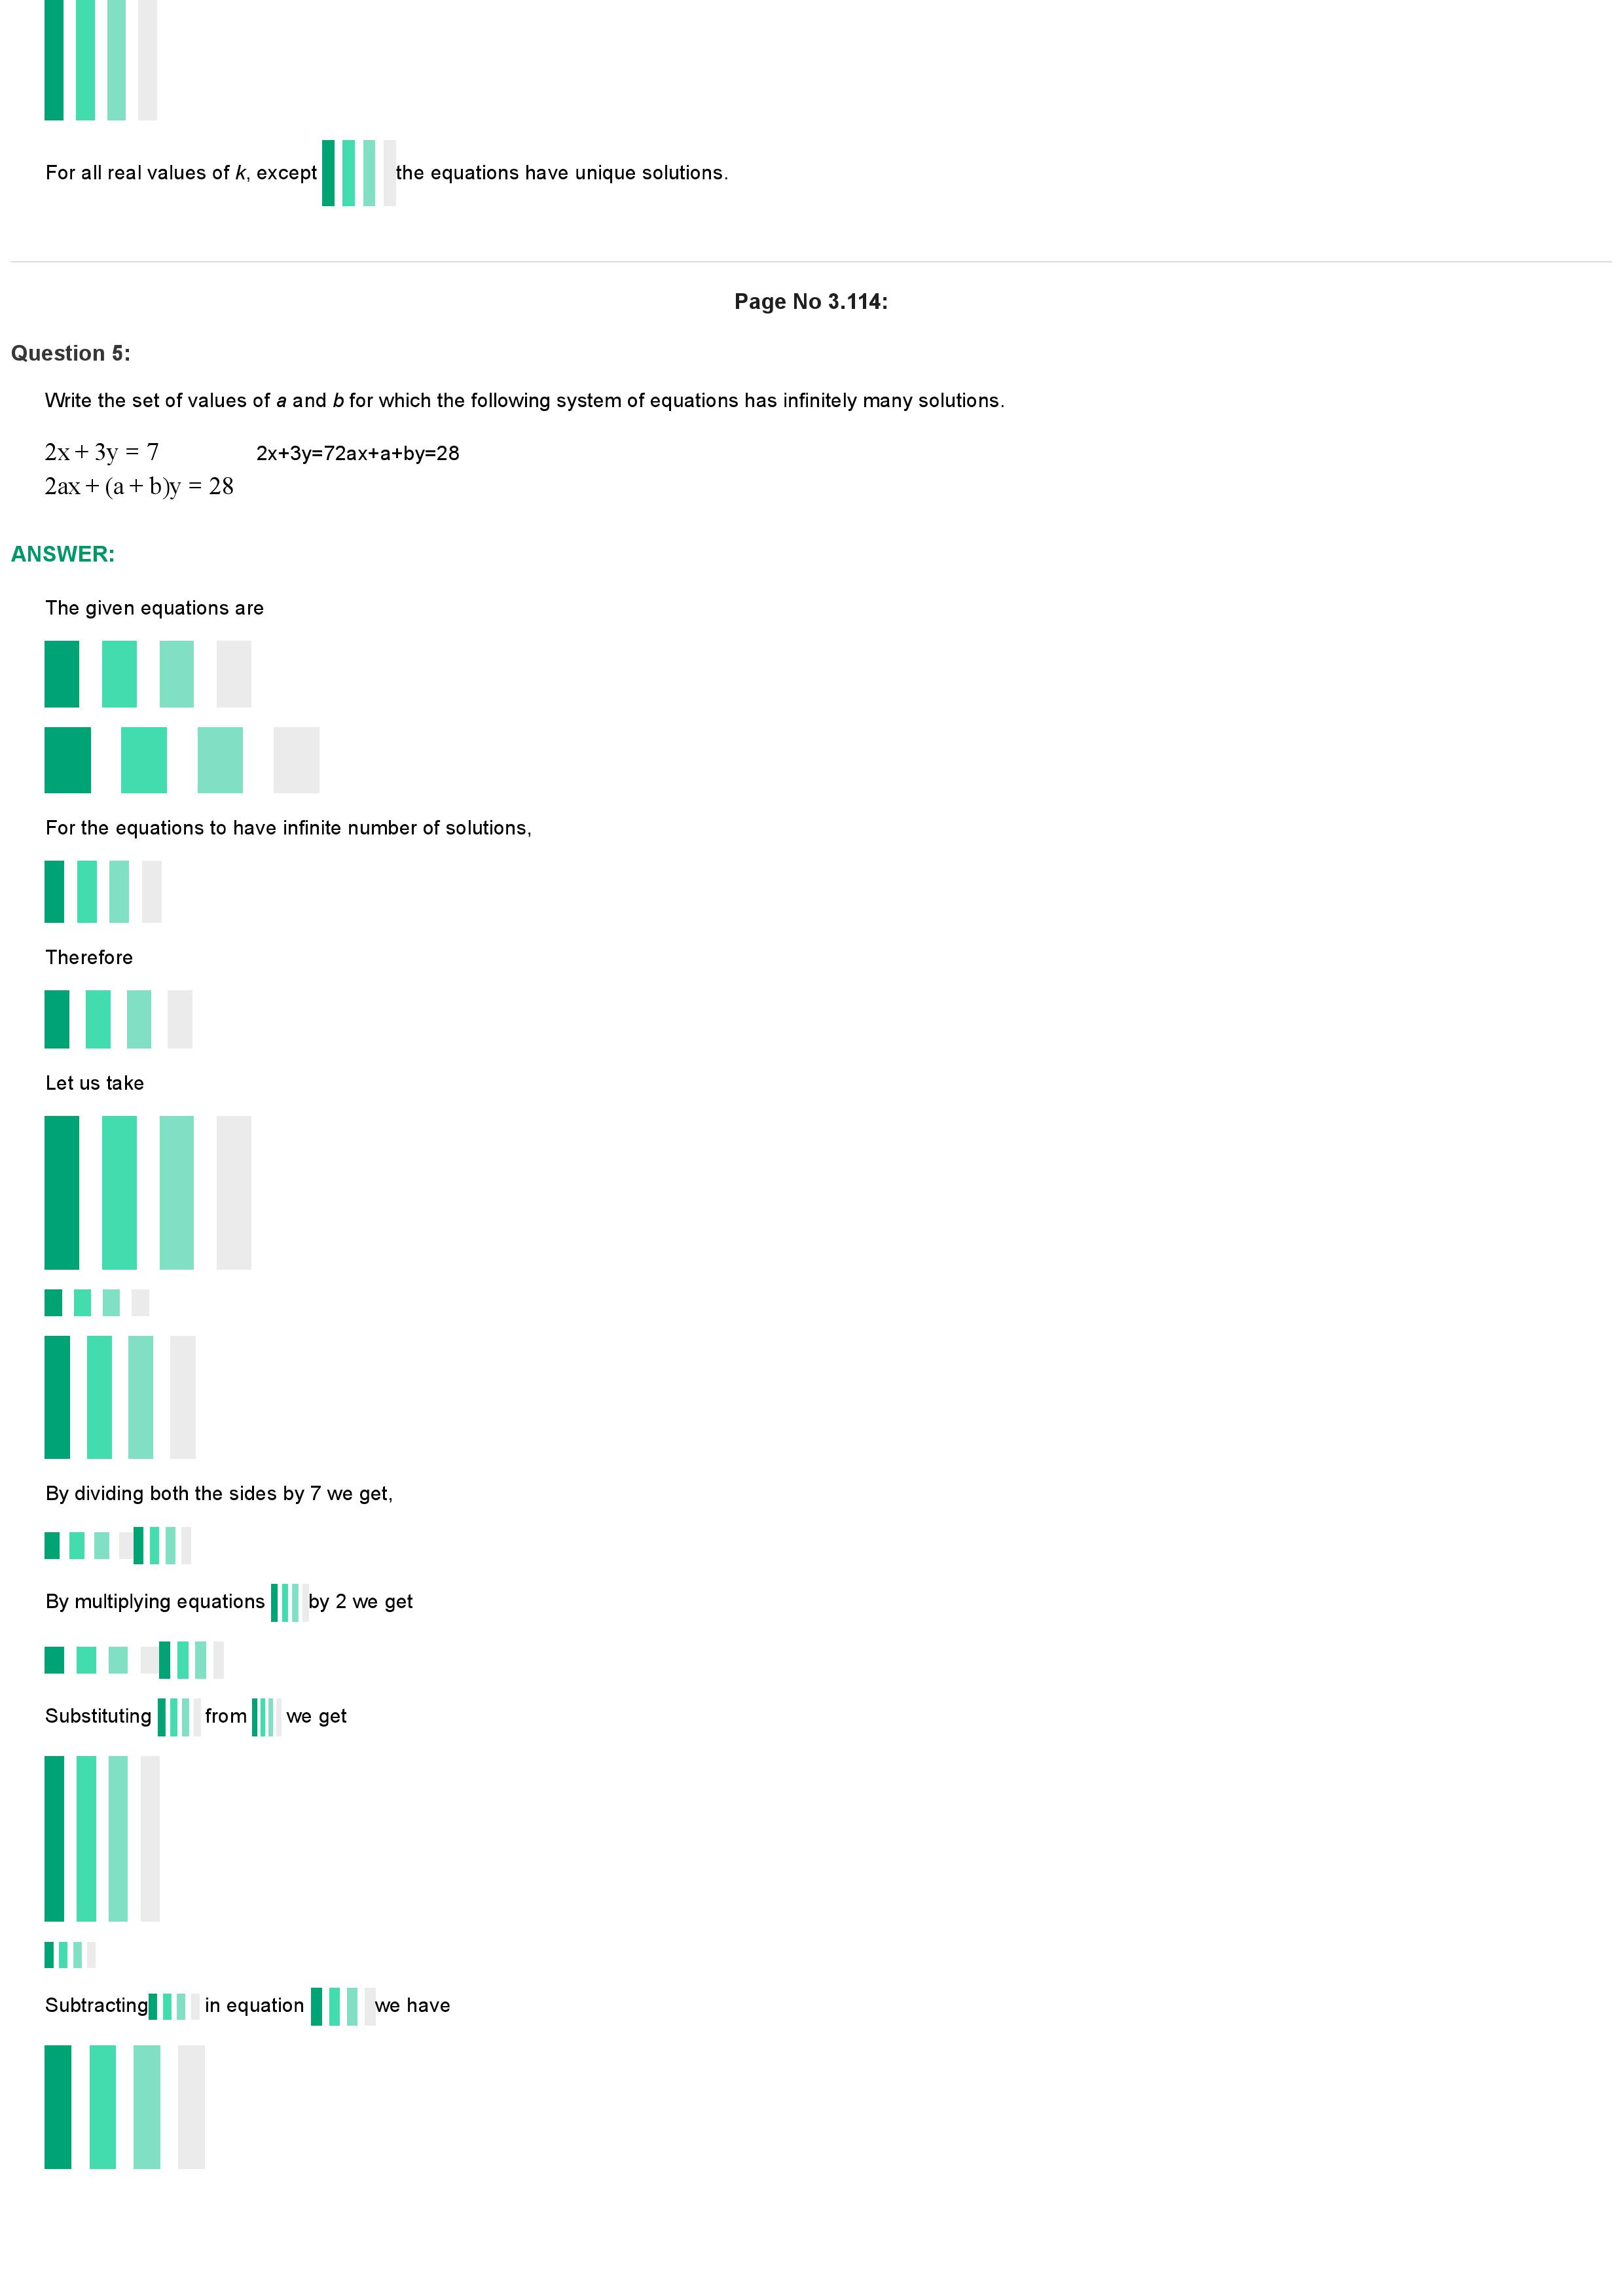 For all real values of k, except the equations have unique solutions.
Page No 3.114:
Question 5:
Write the set of values of a and b for which the following system of equations has infinitely many solutions.
2x + 3y = 7 2x+3y=72ax+a+by=28
2ax + (a + b)y = 28
ANSWER:
The given equations are
For the equations to have infinite number of solutions,
Therefore
Let us take
By dividing both the sides by 7 we get,
By multiplying equations by 2 we get
Substituting from we get
Subtracting in equation we have